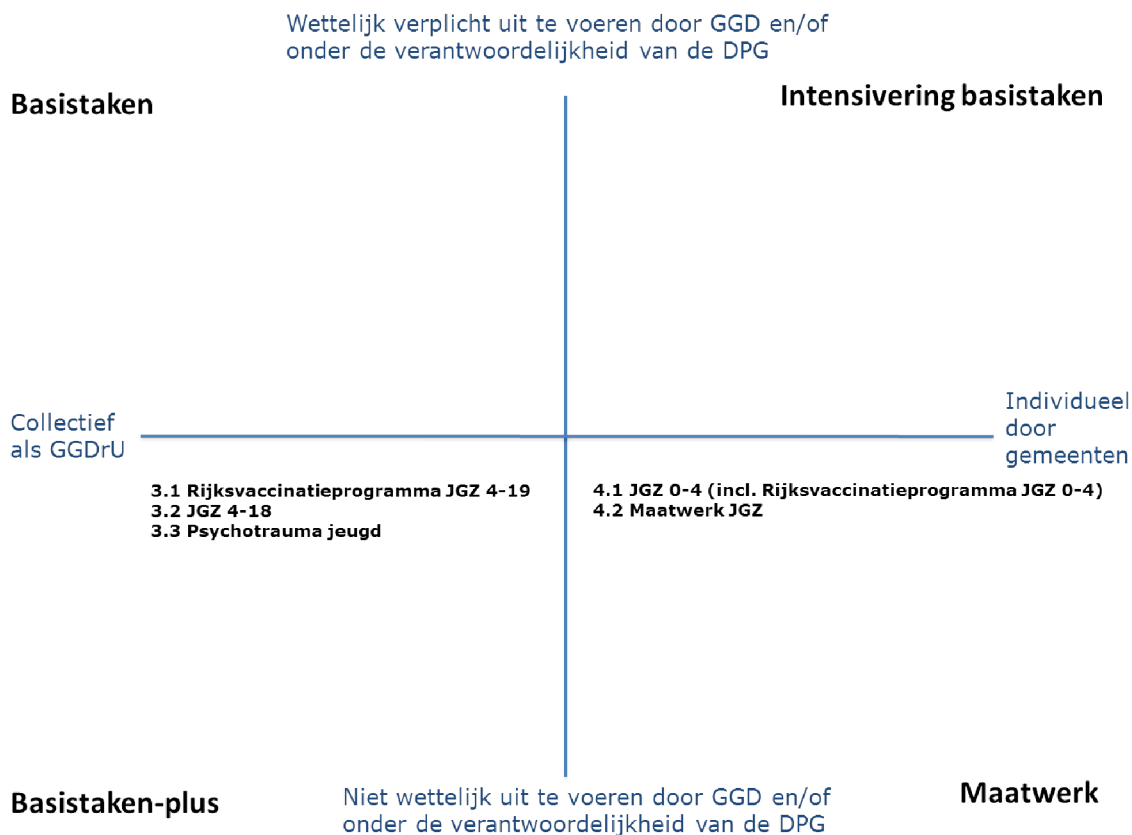 Wettelijk verplicht uit te voeren door GGD en/of
onder de verantwoordelijkheid van de DPG
Basistaken
Intensivering basistaken
Collectief
als GGDrU
Individueel
door
gemeenten
3.1 Rijksvaccinatieprogramma JGZ 4-19
3.2 JGZ 4-18
3.3 Psychotrauma jeugd
4.1 JGZ 0-4 (incl. Rijksvaccinatieprogramma JGZ 0-4)
4.2 Maatwerk JGZ
Basistaken-plus
Niet wettelijk uit te voeren door GGD en/of
onder de verantwoordelijkheid van de DPG
Maatwerk